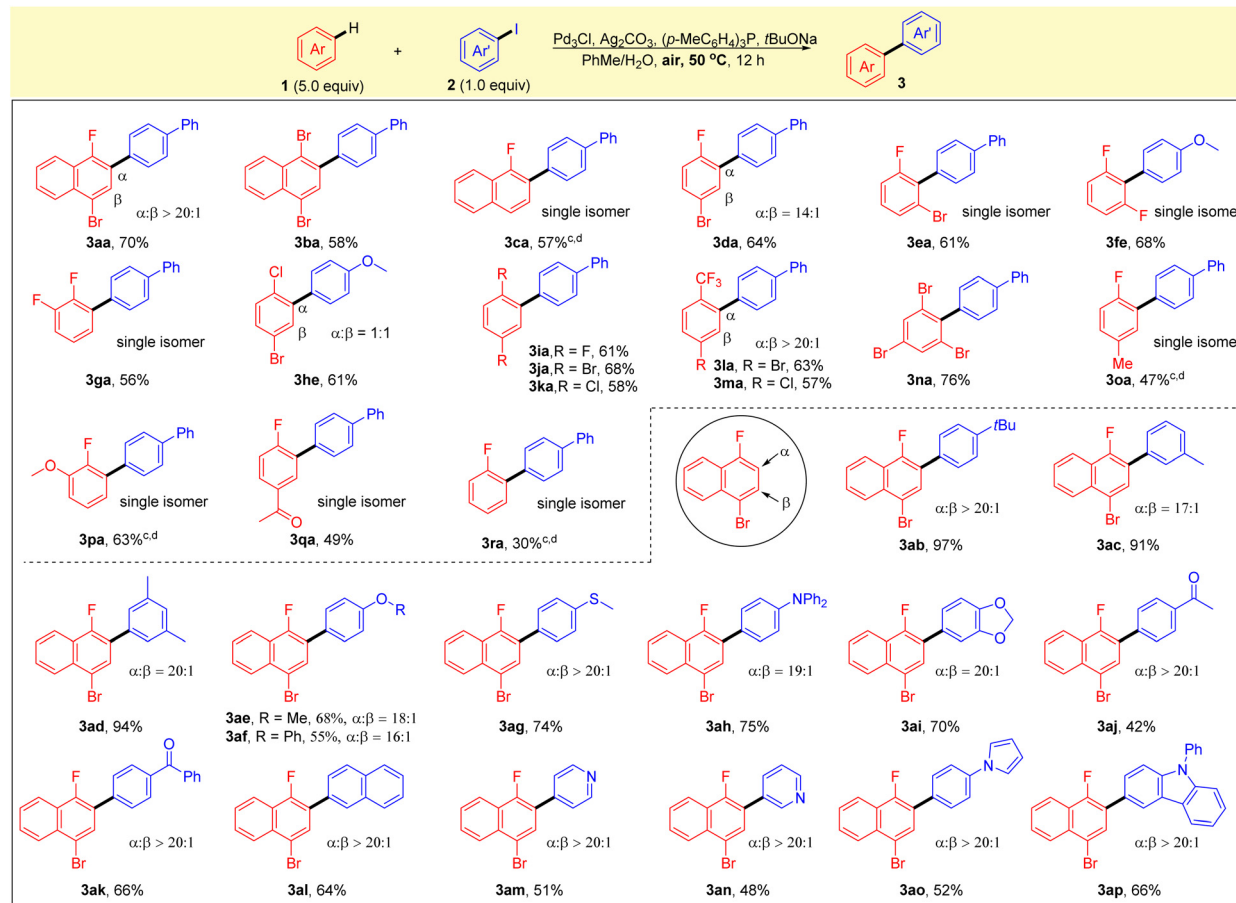 Ar H
+
Ar' I
Pd₃Cl, Ag₂CO₃, (p-MeC₆H₄)₃P, tBuONa
PhMe/H₂O, air, 50 °C, 12 h
Ar Ar'
1 (5.0 equiv)
2 (1.0 equiv)
3
F Ph α β Br α:β > 20:1
3aa, 70%
Br Ph Br
3ba, 58%
F Ph single isomer
3ca, 57%ᶜ,ᵈ
F Ph α β Br α:β = 14:1
3da, 64%
F Ph Br single isomer
3ea, 61%
F O F single isome
3fe, 68%
F F Ph single isomer
3ga, 56%
Cl O α β Br α:β = 1:1
3he, 61%
R Ph R
3ia,R = F, 61%
3ja,R = Br, 68%
3ka,R = Cl, 58%
CF₃ Ph α β R α:β > 20:1
3la, R = Br, 63%
3ma, R = Cl, 57%
Br Ph Br Br
3na, 76%
F Ph Me single isomer
3oa, 47%ᶜ,ᵈ
O F Ph single isomer
3pa, 63%ᶜ,ᵈ
F Ph O single isomer
3qa, 49%
F Ph single isomer
3ra, 30%ᶜ,ᵈ
F α β Br
F tBu Br α:β > 20:1
3ab, 97%
F Br α:β = 17:1
3ac, 91%
F Br α:β = 20:1
3ad, 94%
F O R Br
3ae, R = Me, 68%, α:β = 18:1
3af, R = Ph, 55%, α:β = 16:1
F S Br α:β > 20:1
3ag, 74%
F NPh₂ Br α:β = 19:1
3ah, 75%
F O O Br α:β = 20:1
3ai, 70%
F O Br α:β > 20:1
3aj, 42%
F O Ph Br α:β > 20:1
3ak, 66%
F Br α:β > 20:1
3al, 64%
F N Br α:β > 20:1
3am, 51%
F N Br α:β > 20:1
3an, 48%
F N Br α:β > 20:1
3ao, 52%
F N Ph Br α:β > 20:1
3ap, 66%